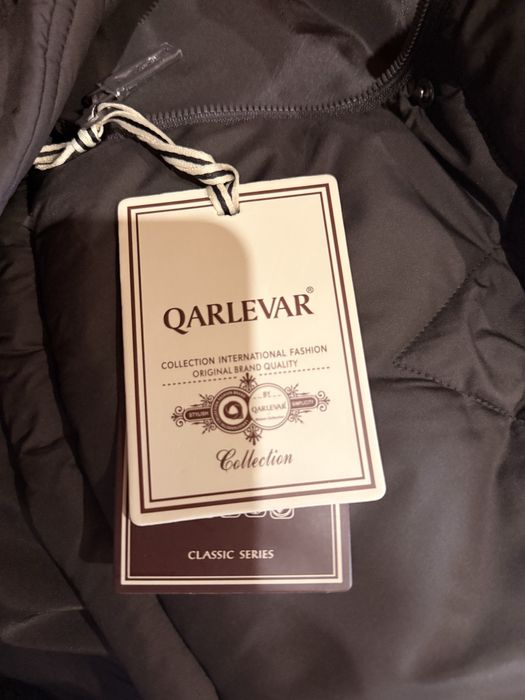 QARLEVAR®
COLLECTION INTERNATIONAL FASHION
ORIGINAL BRAND QUALITY
STYLISH
QARLEVAR
SIMPLICITY
Collection
CLASSIC SERIES